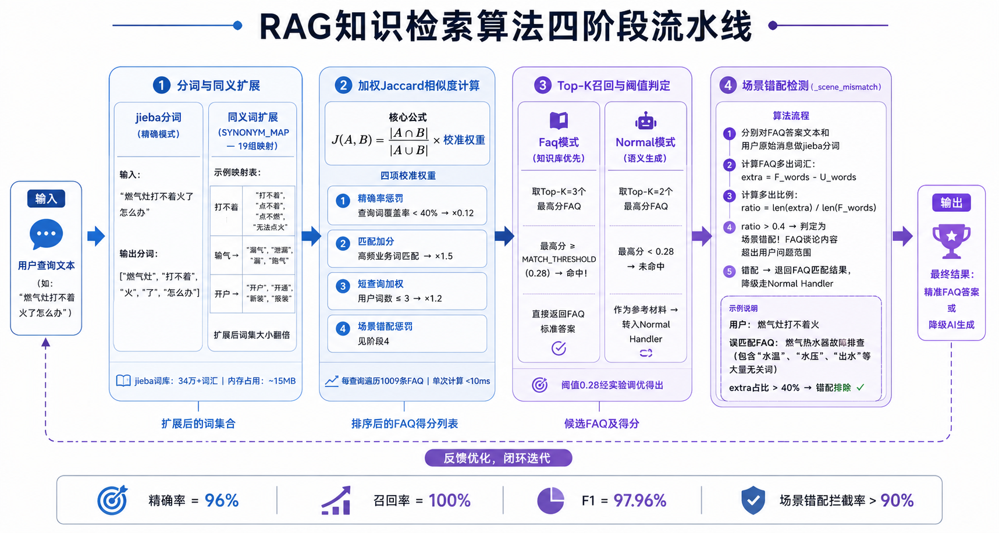 RAG知识检索算法四阶段流水线
输入
用户查询文本
（如：
“燃气灶打不着
火了怎么办”）
1 分词与同义扩展
jieba分词
（精确模式）
输入：
“燃气灶打不着火了
怎么办”
输出分词：
["燃气灶", "打不着",
"火", "了", "怎么办"]
同义词扩展
(SYNONYM_MAP
— 19组映射)
示例映射表：
打不着
"打不着",
"点不着",
"点不燃",
"无法点火"
输气→
"漏气", "泄漏",
"漏", "跑气"
开户→
"开户", "开通",
"新装", "报装"
扩展后词集大小翻倍
jieba词库：34万+词汇 | 内存占用：~15MB
扩展后的词集合
2 加权Jaccard相似度计算
核心公式
J(A, B) = |A ∩ B| / |A ∪ B| × 校准权重
四项校准权重
1 精确率惩罚
查询词覆盖率 < 40% → ×0.12
2 匹配加分
高频业务词匹配 → ×1.5
3 短查询加权
用户词数 ≤ 3 → ×1.2
4 场景错配惩罚
见阶段4
每查询遍历1009条FAQ | 单次计算 <10ms
排序后的FAQ得分列表
3 Top-K召回与阀值判定
Faq模式
（知识库优先）
取Top-K=3个
最高分FAQ
最高分 ≥
MATCH_THRESHOLD
(0.28) → 命中！
直接返回FAQ
标准答案
Normal模式
（语义生成）
取Top-K=2个
最高分FAQ
最高分 < 0.28
→ 未命中
作为参考材料 →
转入Normal
Handler
阀值0.28经实验调优得出
候选FAQ及得分
4 场景错配检测 (_scene_mismatch)
算法流程
1 分别对FAQ答案文本和
用户原始消息做jieba分词
2 计算FAQ多出词汇：
extra = F_words - U_words
3 计算多出比例：
ratio = len(extra) / len(F_words)
4 ratio > 0.4 → 判定为
场景错配！FAQ谈论内容
超出用户问题范围
5 错配 → 退回FAQ匹配结果，
降级走Normal Handler
示例说明
用户： 燃气灶打不着火
误匹配FAQ： 燃气热水器故障排查
（包含“水温”、“水压”、“出水”等
大量无关词）
extra占比 > 40% → 错配排除 ✓
输出
最终结果：
精准FAQ答案
或
降级AI生成
反馈优化，闭环迭代
精确率 = 96%
召回率 = 100%
F1 = 97.96%
场景错配拦截率 > 90%